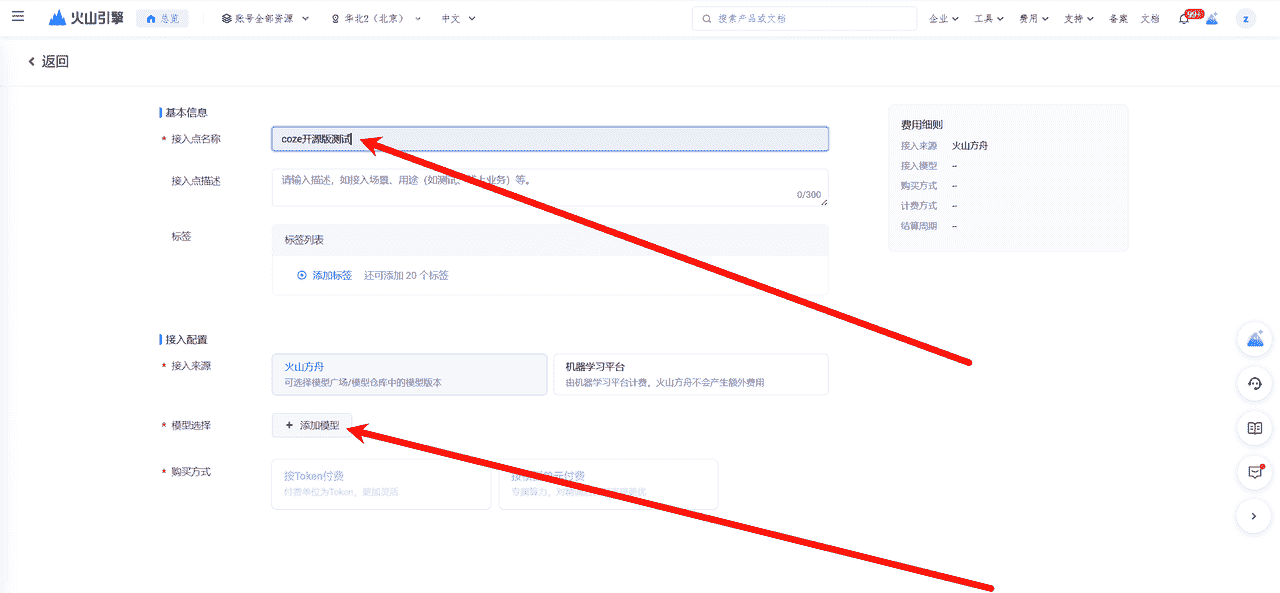 火山引擎 总览 账号全部资源 华北2（北京） 中文 搜索产品或文档 企业 工具 费用 支持 备案 文档 z
返回
基本信息
* 接入点名称 coze开源版测试
接入点描述 请输入描述，如接入场景、用途（如测试、线上业务）等。
0/300
标签 标签列表
添加标签 还可添加 20 个标签
接入配置
* 接入来源 火山方舟
可选择模型广场/模型仓库中的模型版本
机器学习平台
由机器学习平台计费，火山方舟不会产生额外费用
* 模型选择 + 添加模型
* 购买方式 按Token付费
付费单位为Token，更加灵活
单元付费
费用细则
接入来源 火山方舟
接入模型 --
购买方式 --
计费方式 --
结算周期 --